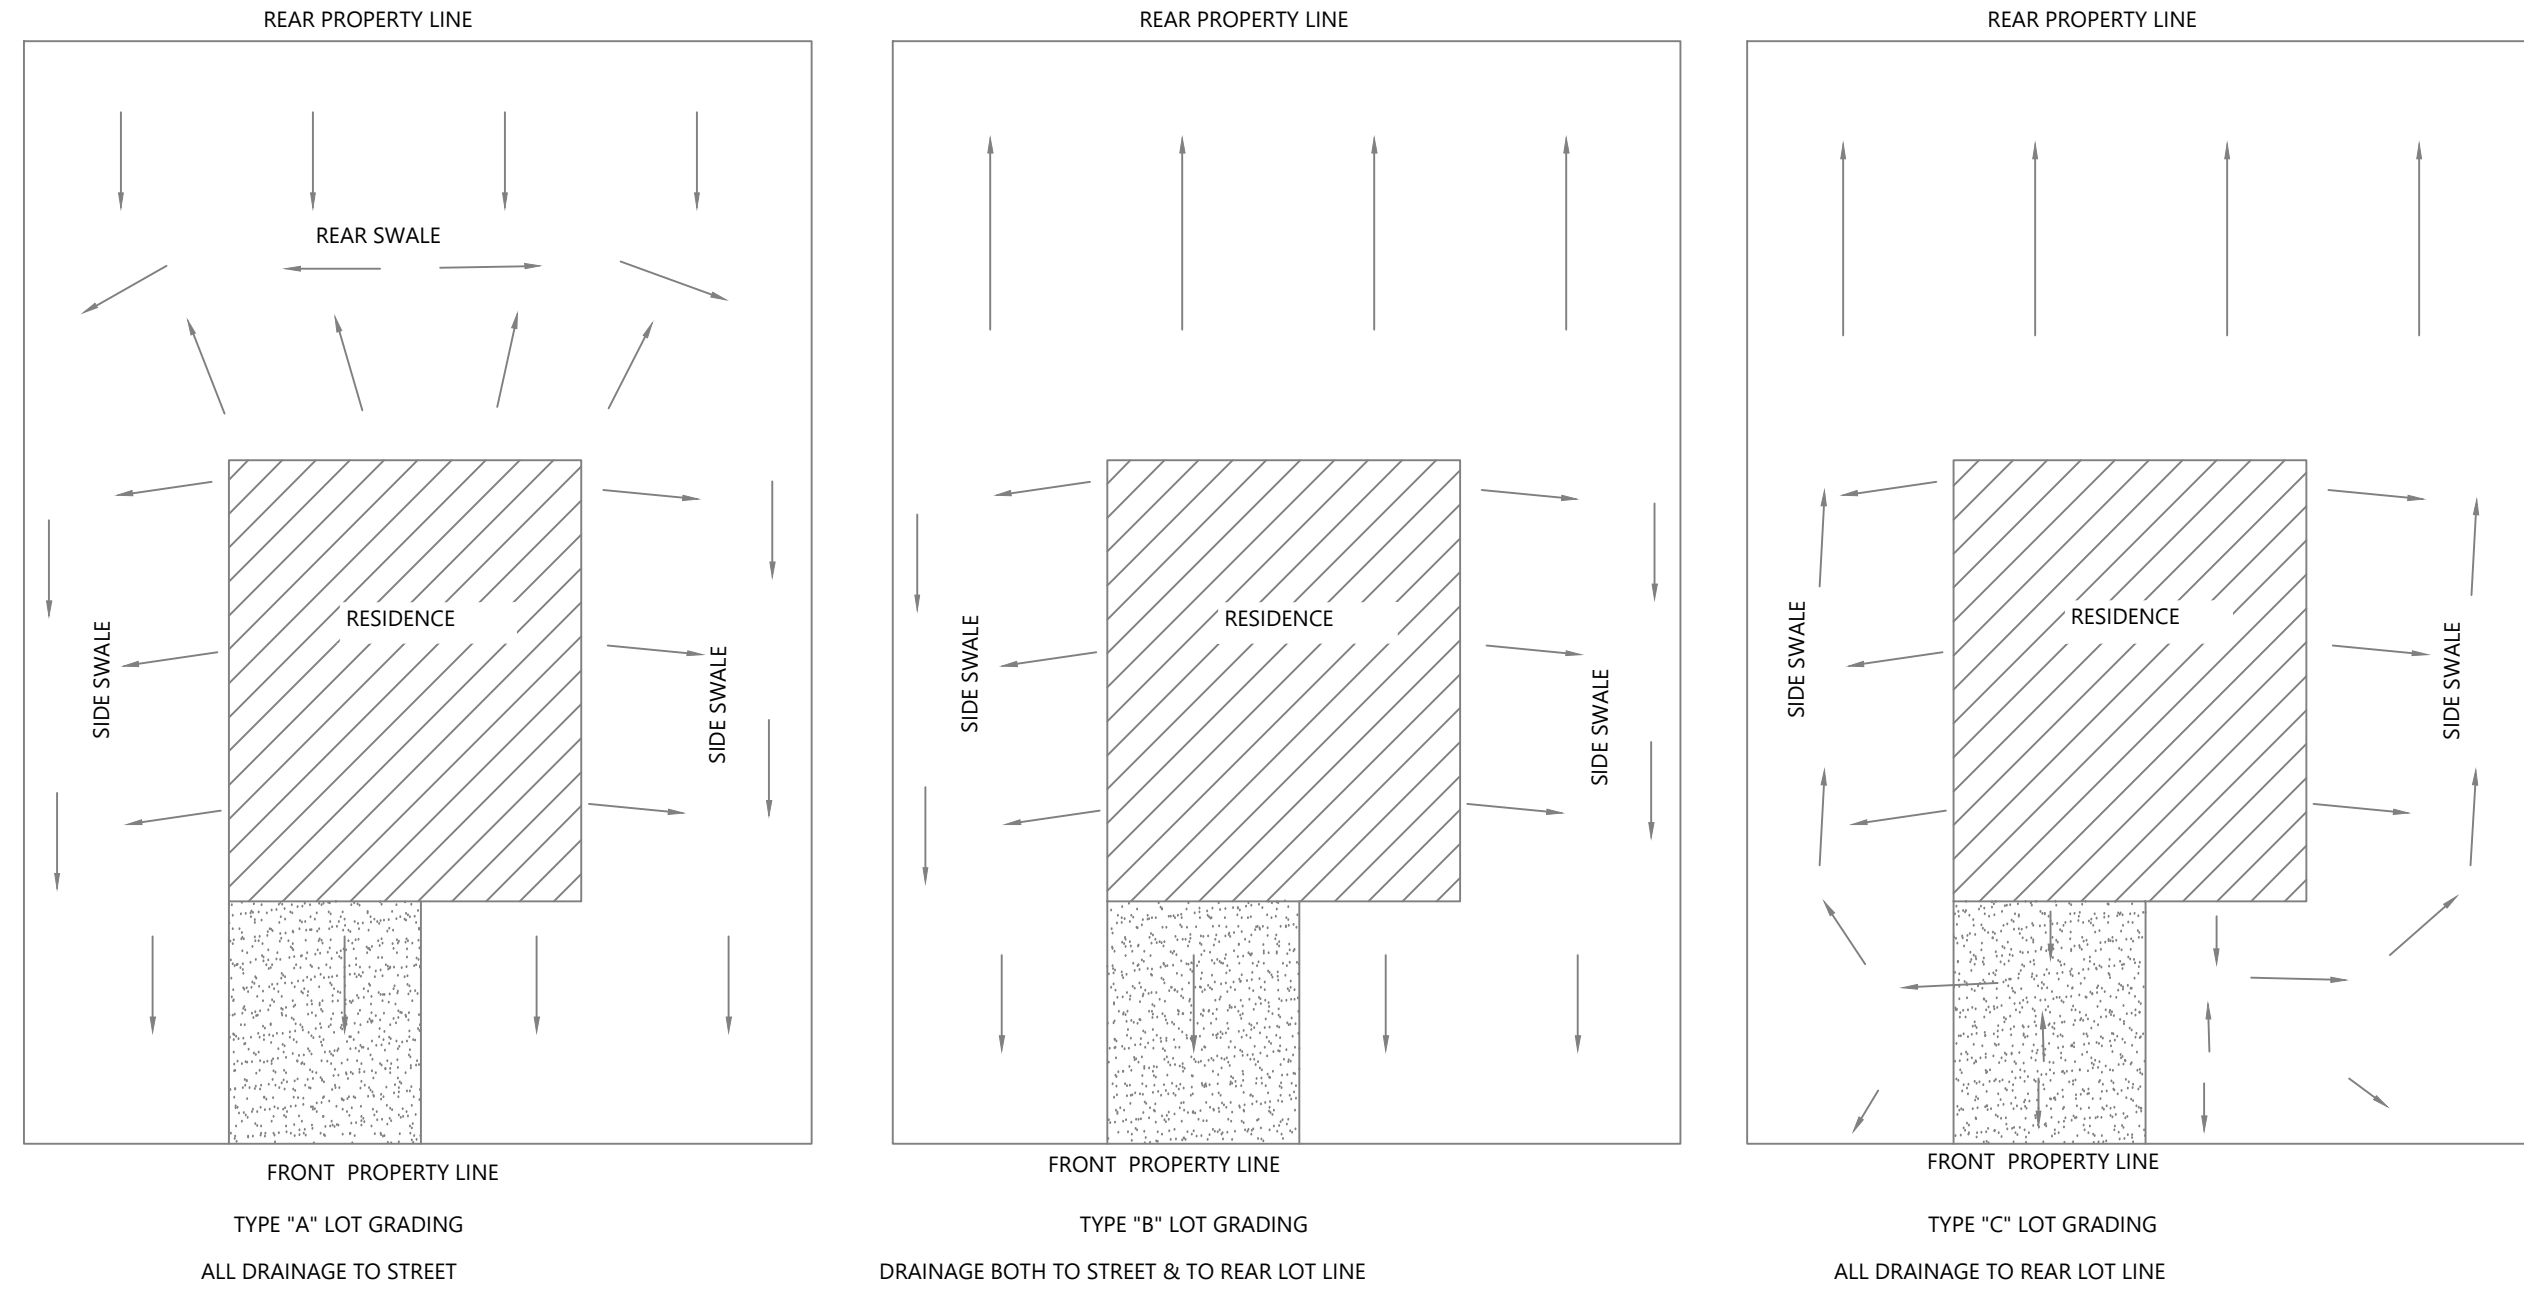 REAR PROPERTY LINE
REAR SWALE
RESIDENCE
SIDE SWALE
SIDE SWALE
FRONT PROPERTY LINE
TYPE "A" LOT GRADING
ALL DRAINAGE TO STREET
REAR PROPERTY LINE
RESIDENCE
SIDE SWALE
SIDE SWALE
FRONT PROPERTY LINE
TYPE "B" LOT GRADING
DRAINAGE BOTH TO STREET & TO REAR LOT LINE
REAR PROPERTY LINE
RESIDENCE
SIDE SWALE
SIDE SWALE
FRONT PROPERTY LINE
TYPE "C" LOT GRADING
ALL DRAINAGE TO REAR LOT LINE